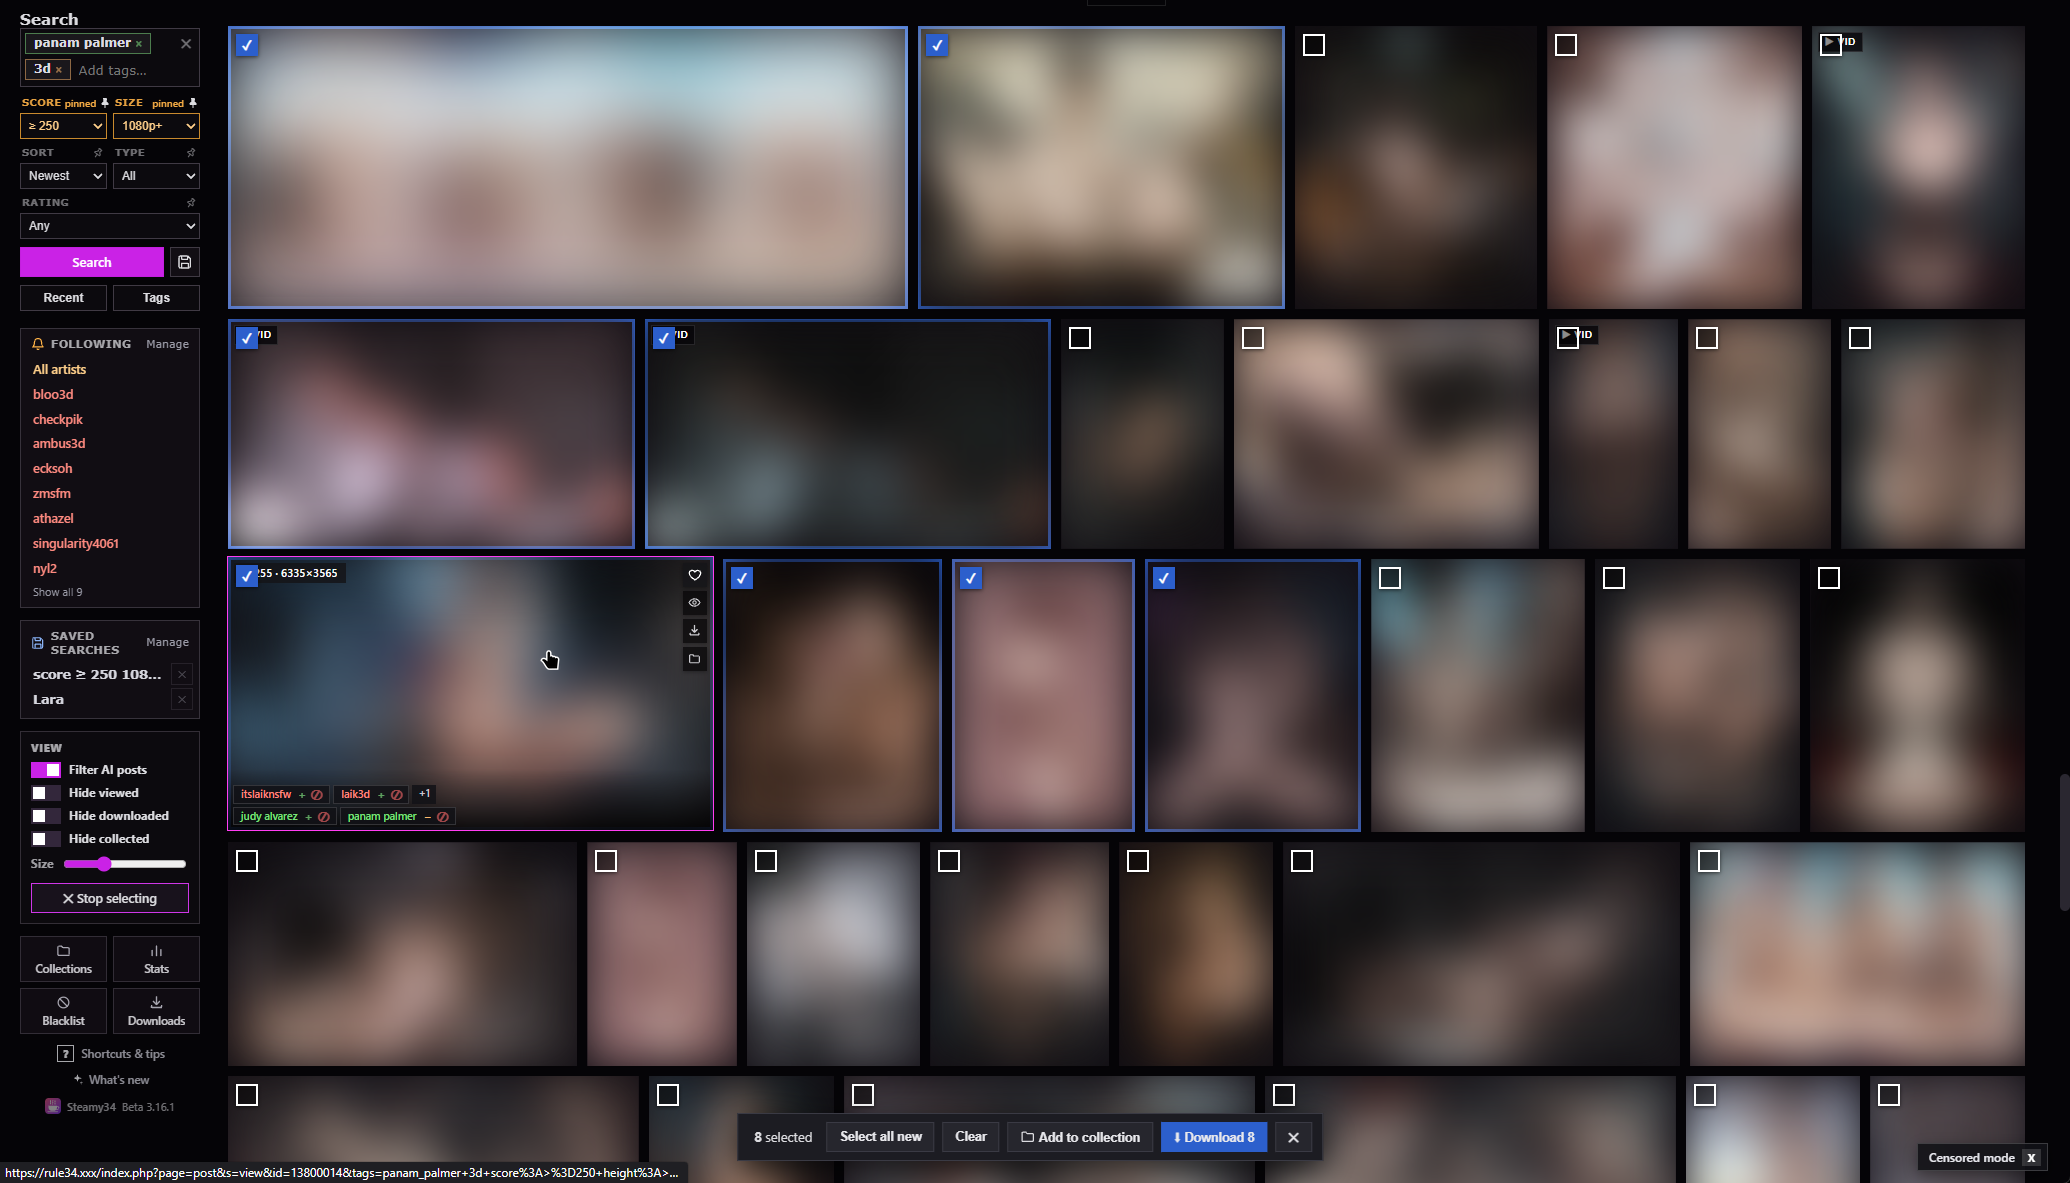 Search
panam palmer ×
3d × Add tags...
SCORE pinned SIZE pinned
≥ 250 1080p+
SORT TYPE
Newest All
RATING
Any
Search
Recent Tags
FOLLOWING Manage
All artists
bloo3d
checkpik
ambus3d
ecksoh
zmsfm
athazel
singularity4061
nyl2
Show all 9
SAVED SEARCHES Manage
score ≥ 250 108...
Lara
VIEW
Filter AI posts
Hide viewed
Hide downloaded
Hide collected
Size
Stop selecting
Collections Stats
Blacklist Downloads
? Shortcuts & tips
What's new
Steamy34 Beta 3.16.1
VID
VID
255 · 6335×3565
itslaiknsfw + laik3d + +1
judy alvarez + panam palmer −
8 selected Select all new Clear Add to collection Download 8
Censored mode X
https://rule34.xxx/index.php?page=post&s=view&id=13800014&tags=panam_palmer+3d+score%3A>%3D250+height%3A>...